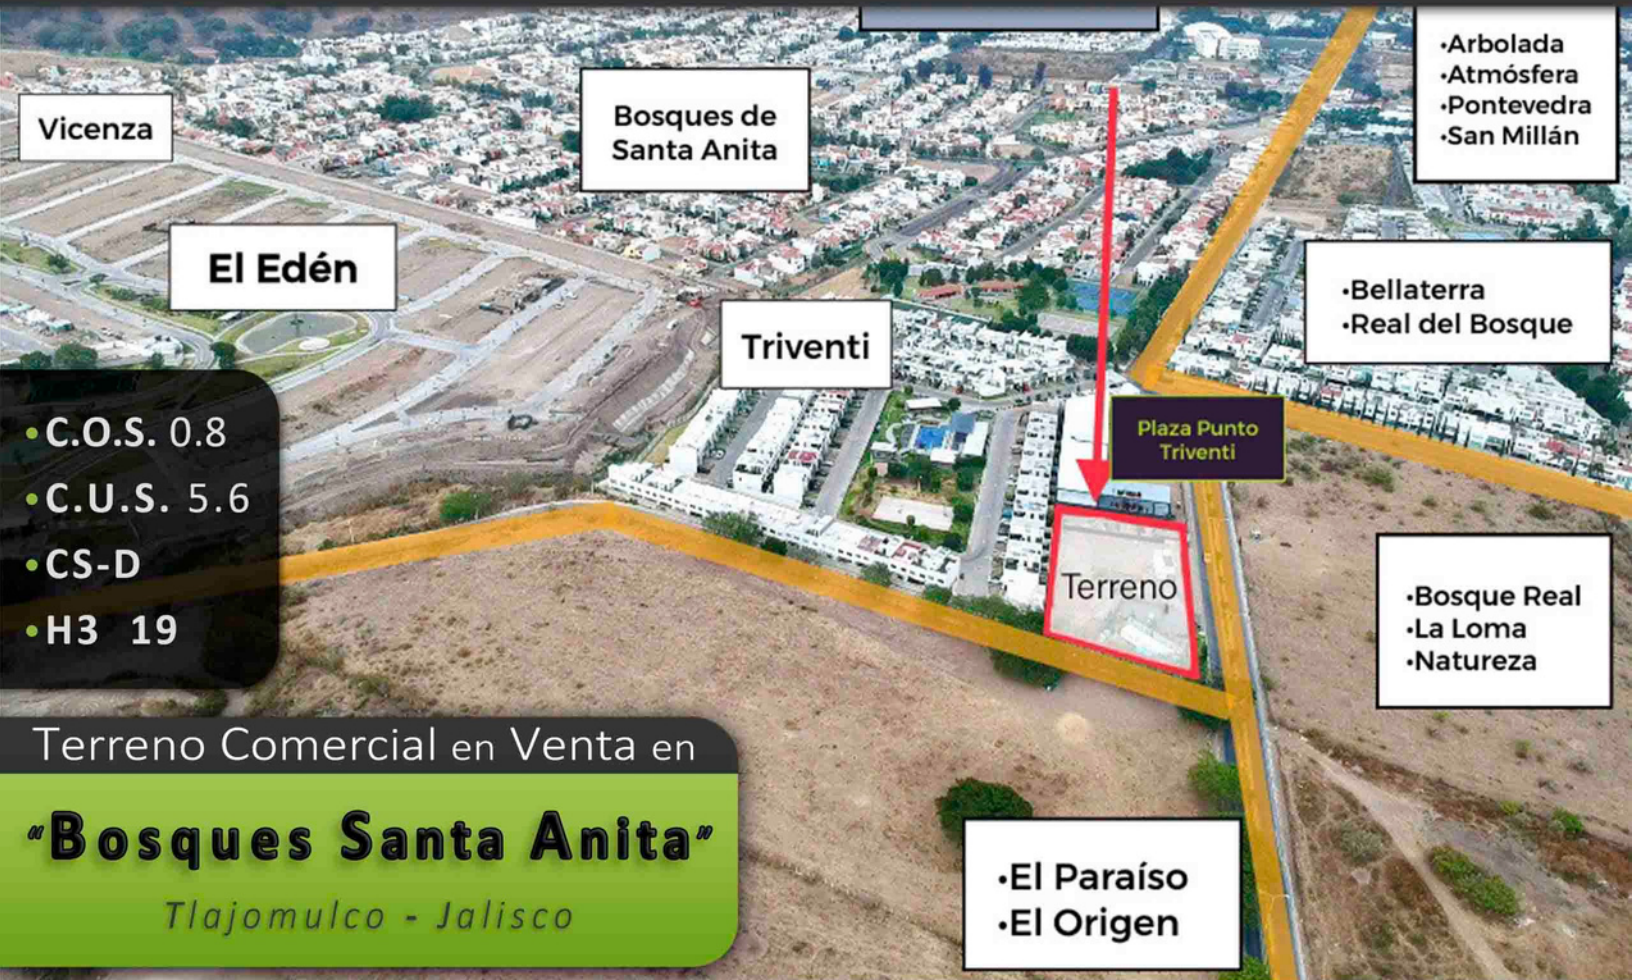 •Arbolada
•Atmósfera
•Pontevedra
•San Millán
Vicenza
Bosques de
Santa Anita
El Edén
•Bellaterra
•Real del Bosque
Triventi
Plaza Punto
Triventi
•C.O.S. 0.8
•C.U.S. 5.6
•CS-D
•H3 19
Terreno
•Bosque Real
•La Loma
•Natureza
Terreno Comercial en Venta en
“Bosques Santa Anita”
Tlajomulco - Jalisco
•El Paraíso
•El Origen